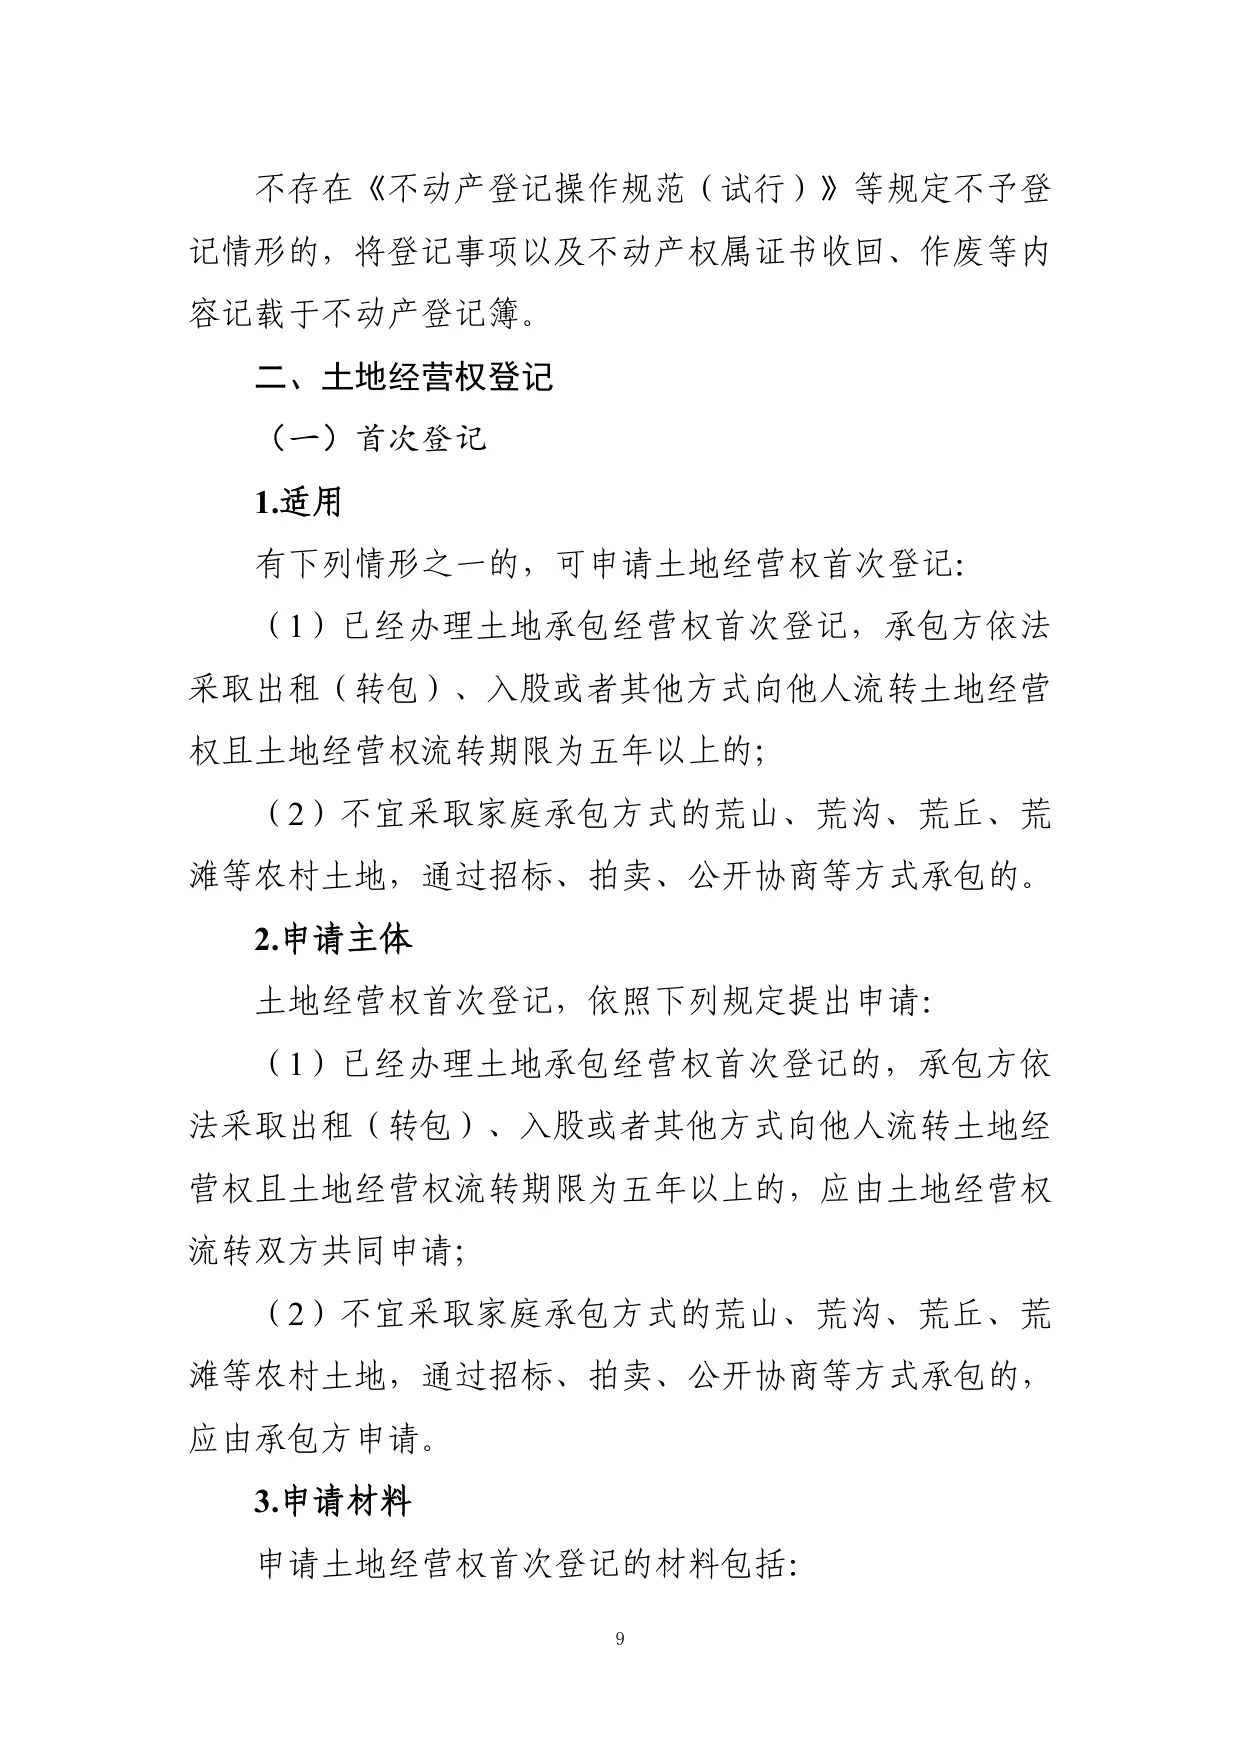 不存在《不动产登记操作规范（试行）》等规定不予登
记情形的，将登记事项以及不动产权属证书收回、作废等内
容记载于不动产登记簿。
二、土地经营权登记
（一）首次登记
1.适用
有下列情形之一的，可申请土地经营权首次登记：
（1）已经办理土地承包经营权首次登记，承包方依法
采取出租（转包）、入股或者其他方式向他人流转土地经营
权且土地经营权流转期限为五年以上的；
（2）不宜采取家庭承包方式的荒山、荒沟、荒丘、荒
滩等农村土地，通过招标、拍卖、公开协商等方式承包的。
2.申请主体
土地经营权首次登记，依照下列规定提出申请：
（1）已经办理土地承包经营权首次登记的，承包方依
法采取出租（转包）、入股或者其他方式向他人流转土地经
营权且土地经营权流转期限为五年以上的，应由土地经营权
流转双方共同申请；
（2）不宜采取家庭承包方式的荒山、荒沟、荒丘、荒
滩等农村土地，通过招标、拍卖、公开协商等方式承包的，
应由承包方申请。
3.申请材料
申请土地经营权首次登记的材料包括：
9